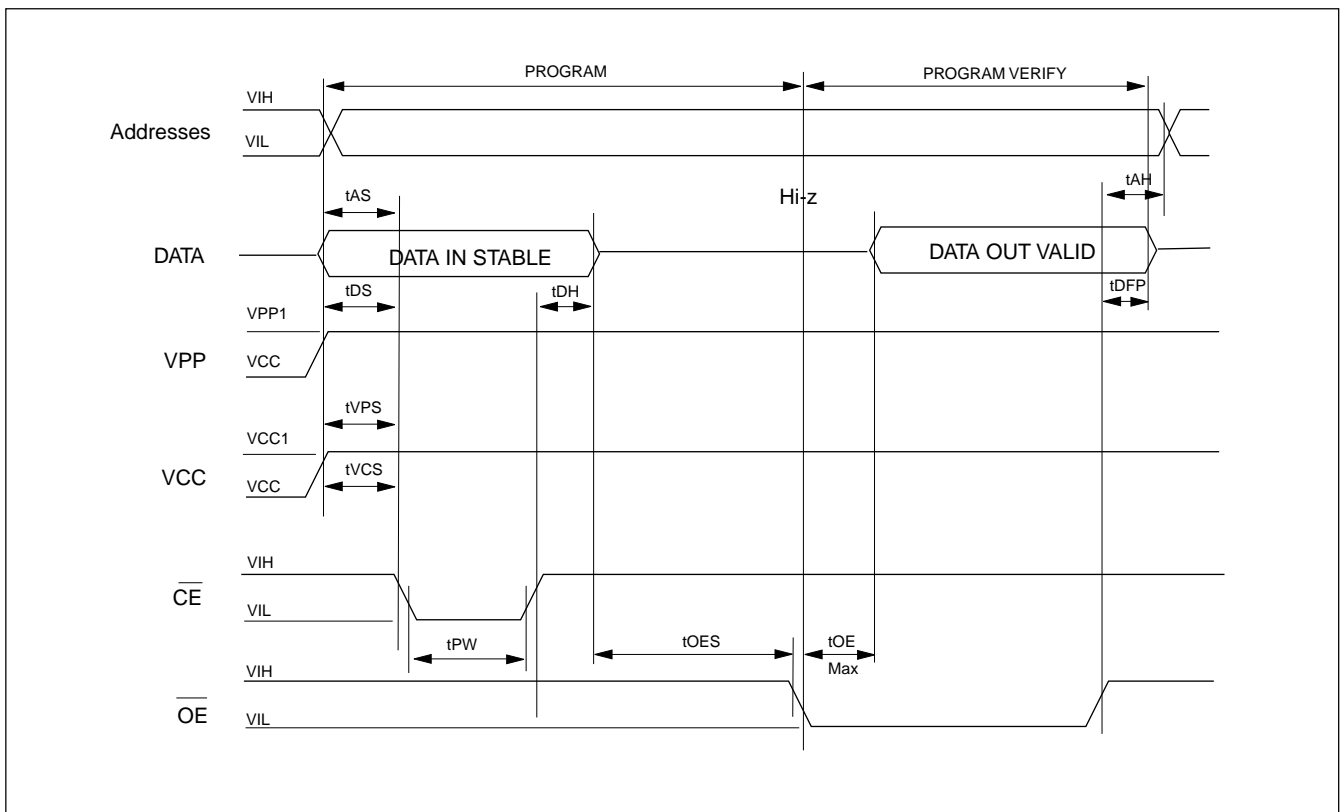 PROGRAM
PROGRAM VERIFY
VIH
Addresses
VIL
tAS
Hi-z
tAH
DATA
DATA IN STABLE
DATA OUT VALID
tDS
tDH
tDFP
VPP1
VPP
VCC
tVPS
VCC1
VCC
tVCS
VCC
VIH
CE
VIL
tPW
tOES
tOE
Max
VIH
OE
VIL